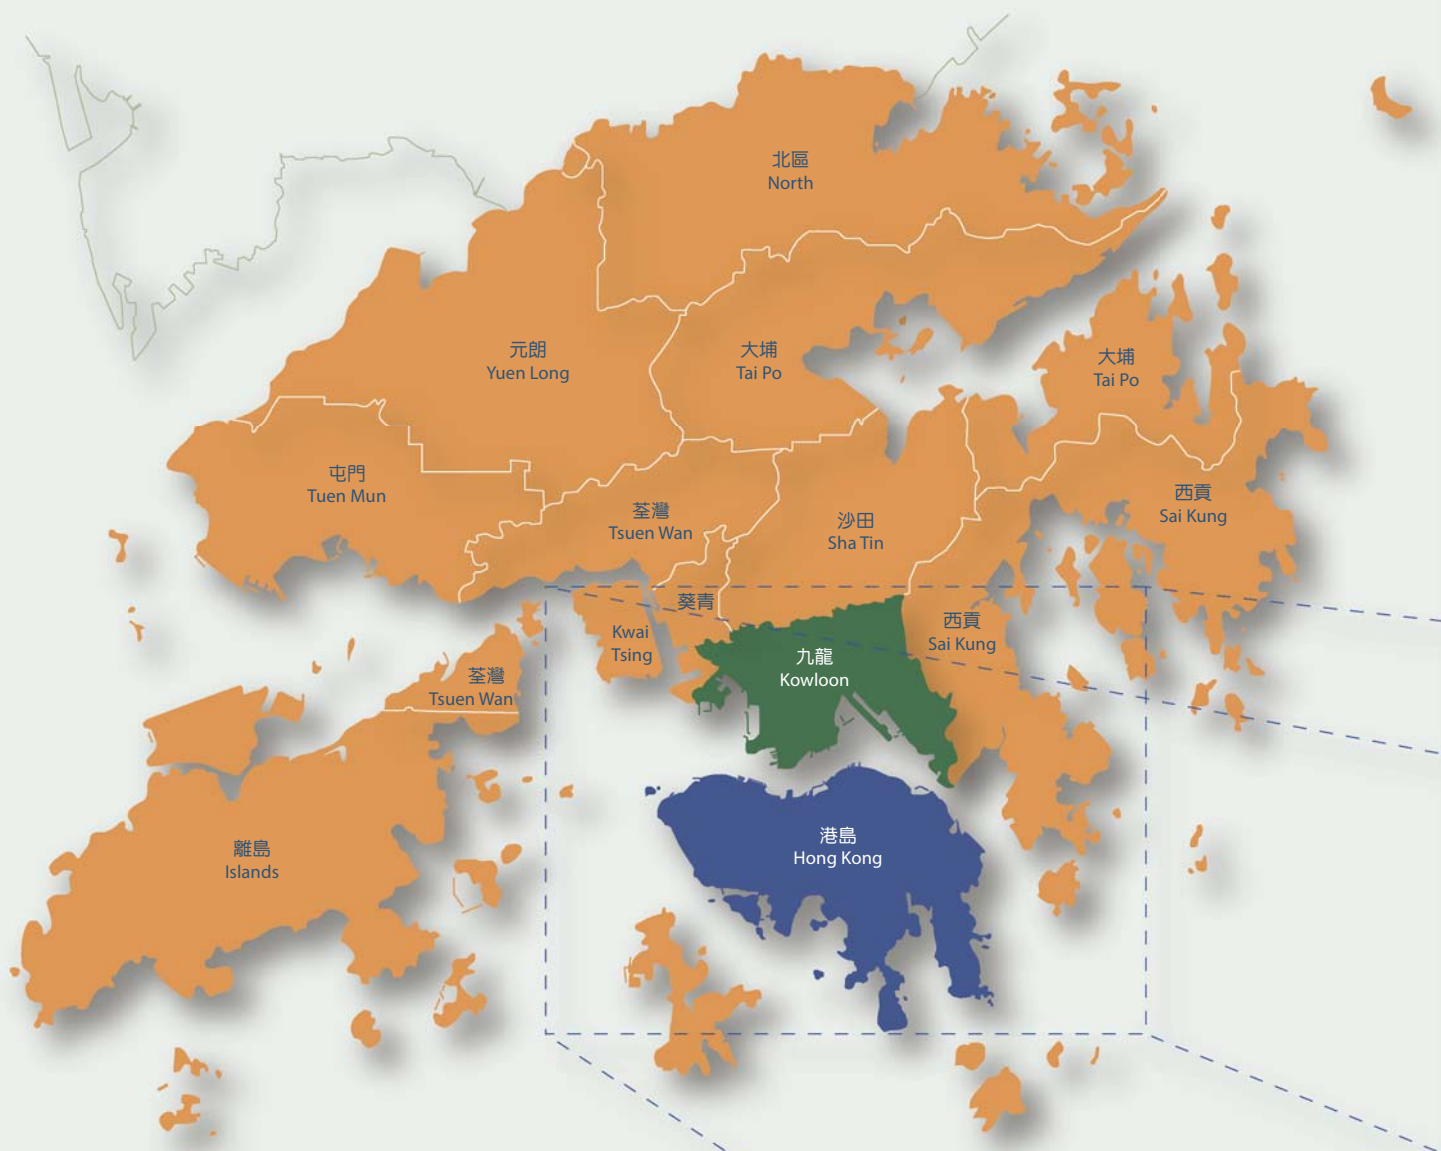 北區
North
元朗
Yuen Long
大埔
Tai Po
大埔
Tai Po
屯門
Tuen Mun
荃灣
Tsuen Wan
沙田
Sha Tin
西貢
Sai Kung
葵青
Kwai
Tsing
西貢
Sai Kung
九龍
Kowloon
荃灣
Tsuen Wan
港島
Hong Kong
離島
Islands